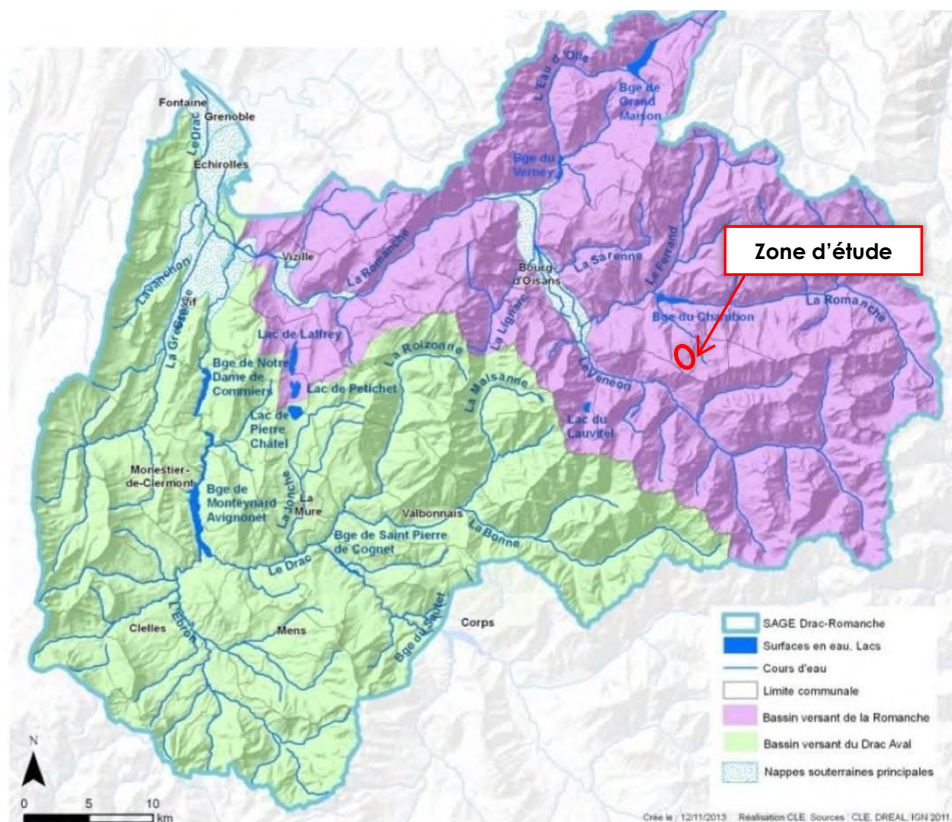 L'Eau d'Olle
Bge de
Grand
Maison
Fontaine
Grenoble
Le Drac
Echirolles
Bge du
Verney
Zone d'étude
La Sarenne
Le Ferrand
Bourg-
d'Oisans
Vizille
La Romanche
La Romanche
Bge du Chambon
Lavanchon
Vif
La Gresse
Lac de Laffrey
La Lignare
La Roizonne
Le Vénéon
Bge de Notre
Dame de
Commiers
Lac de Petichet
La Malsanne
Lac de
Pierre
Châtel
Lac du
Lauvitel
Monestier-
de-Clermont
Bge de
Monteynard
Avignonet
La Jonche
La
Mure
Valbonnais
La Bonne
Bge de Saint Pierre
de Cognet
Le Drac
L'Ebron
Clelles
Mens
Bge du Sautet
Corps
SAGE Drac-Romanche
Surfaces en eau, Lacs
Cours d'eau
Limite communale
Bassin versant de la Romanche
Bassin versant du Drac Aval
Nappes souterraines principales
N
0 5 10
km
Crée le : 12/11/2013 Réalisation CLE. Sources : CLE, DREAL, IGN 2011